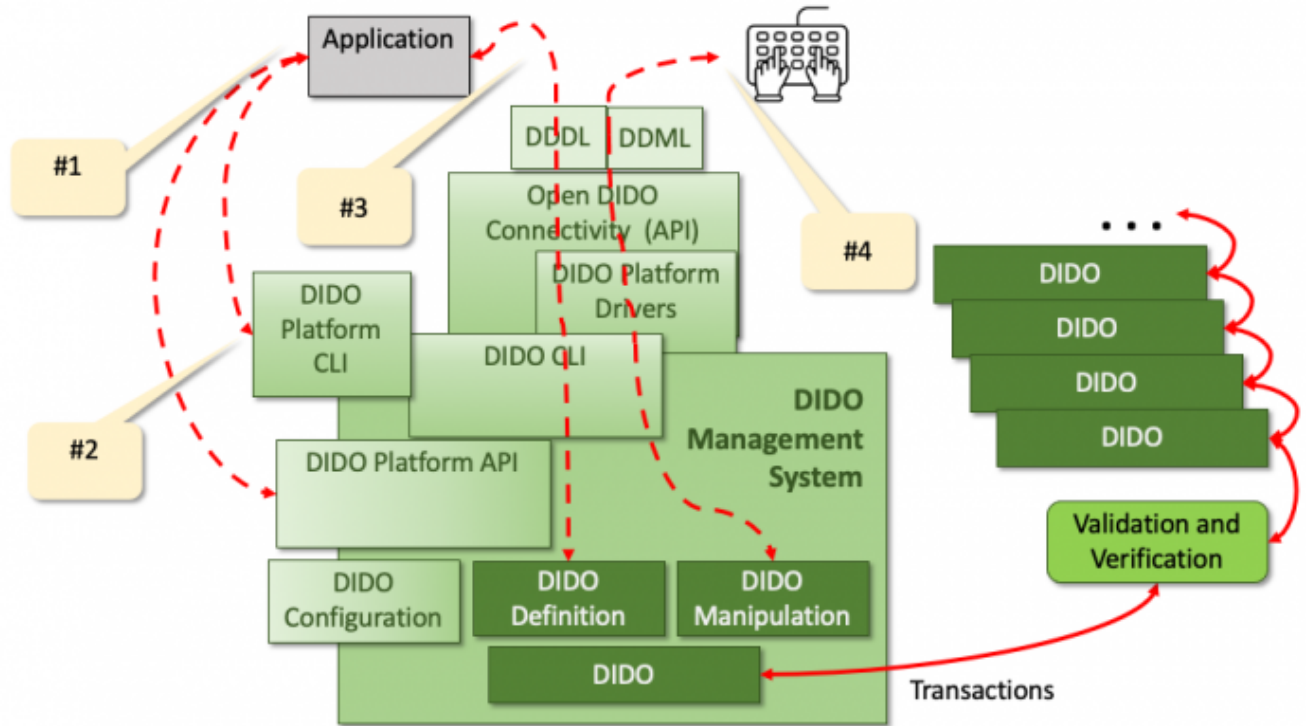 Application
#1
#3
DDDL
DDML
Open DIDO
Connectivity (API)
#4
DIDO Platform
Drivers
DIDO
Platform
CLI
DIDO CLI
#2
DIDO
Management
System
DIDO Platform API
DIDO
Configuration
DIDO
Definition
DIDO
Manipulation
DIDO
Transactions
...
DIDO
DIDO
DIDO
DIDO
Validation and
Verification